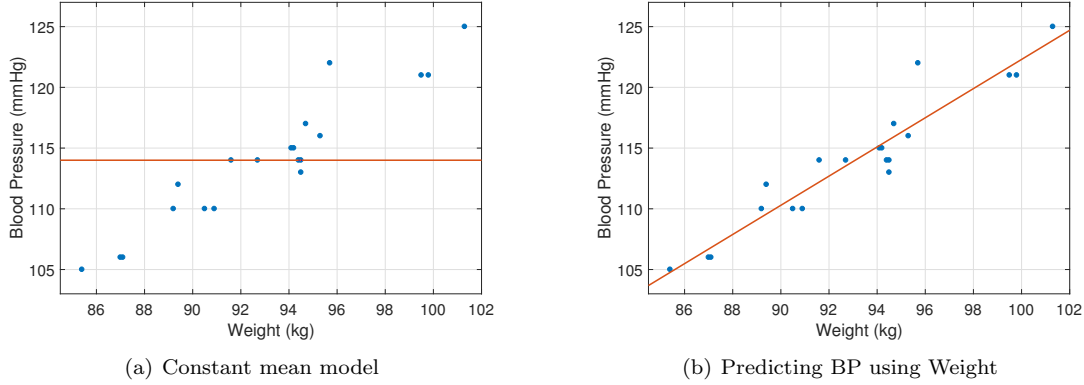 125
120
115
110
105
Blood Pressure (mmHg)
86 88 90 92 94 96 98 100 102
Weight (kg)
(a) Constant mean model
125
120
115
110
105
Blood Pressure (mmHg)
86 88 90 92 94 96 98 100 102
Weight (kg)
(b) Predicting BP using Weight